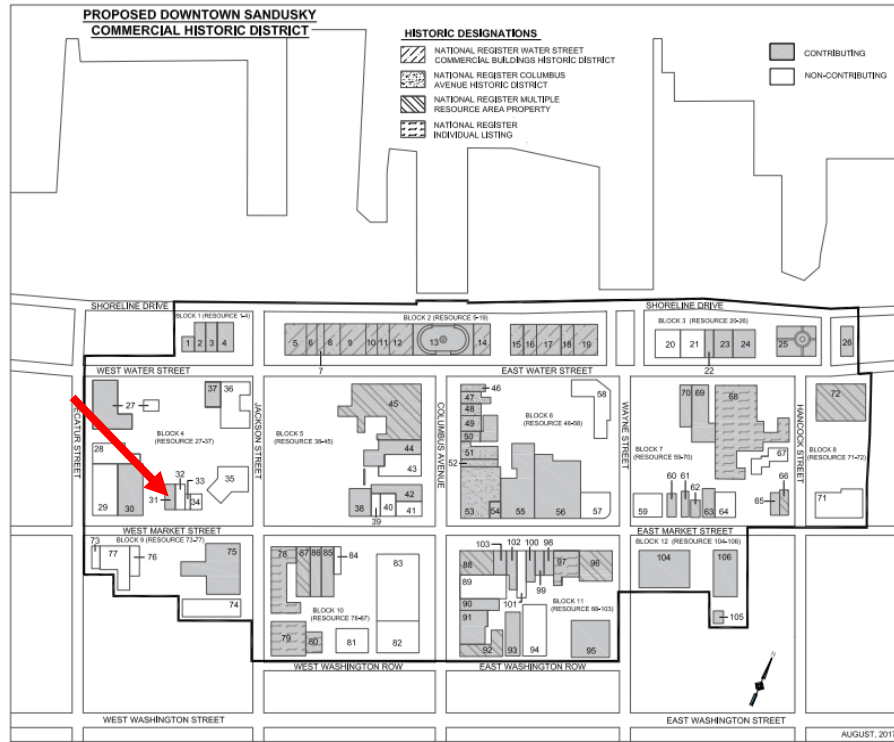 PROPOSED DOWNTOWN SANDUSKY
COMMERCIAL HISTORIC DISTRICT
HISTORIC DESIGNATIONS
NATIONAL REGISTER WATER STREET
COMMERCIAL BUILDINGS HISTORIC DISTRICT
NATIONAL REGISTER COLUMBUS
AVENUE HISTORIC DISTRICT
NATIONAL REGISTER MULTIPLE
RESOURCE AREA PROPERTY
NATIONAL REGISTER
INDIVIDUAL LISTING
CONTRIBUTING
NON-CONTRIBUTING
SHORELINE DRIVE
SHORELINE DRIVE
BLOCK 1 (RESOURCE 1-4)
BLOCK 2 (RESOURCE 5-19)
BLOCK 3 (RESOURCE 20-26)
1 2 3 4
5 6 8 9 10 11 12 13 14 15 16 17 18 19
20 21 23 24 25 26
7
22
WEST WATER STREET
EAST WATER STREET
DECATUR STREET
JACKSON STREET
COLUMBUS AVENUE
WAYNE STREET
HANCOCK STREET
27
37
36
BLOCK 4
(RESOURCE 27-37)
28
29
30
31
32
33
34
35
BLOCK 5
(RESOURCE 38-45)
45
44
43
42
38
40
41
39
46
47
48
49
50
51
52
53
54
55
56
57
58
BLOCK 6
(RESOURCE 46-58)
70
69
68
67
BLOCK 7
(RESOURCE 59-70)
59
60
61
62
63
64
65
66
72
BLOCK 8
(RESOURCE 71-72)
71
WEST MARKET STREET
EAST MARKET STREET
BLOCK 9 (RESOURCE 73-77)
73
77
76
75
74
78
87
86
85
84
83
BLOCK 10
(RESOURCE 78-87)
79
80
81
82
103
102
100
98
88
97
96
99
101
89
90
91
BLOCK 11
(RESOURCE 88-103)
92
93
94
95
BLOCK 12 (RESOURCE 104-106)
104
106
105
WEST WASHINGTON ROW
EAST WASHINGTON ROW
WEST WASHINGTON STREET
EAST WASHINGTON STREET